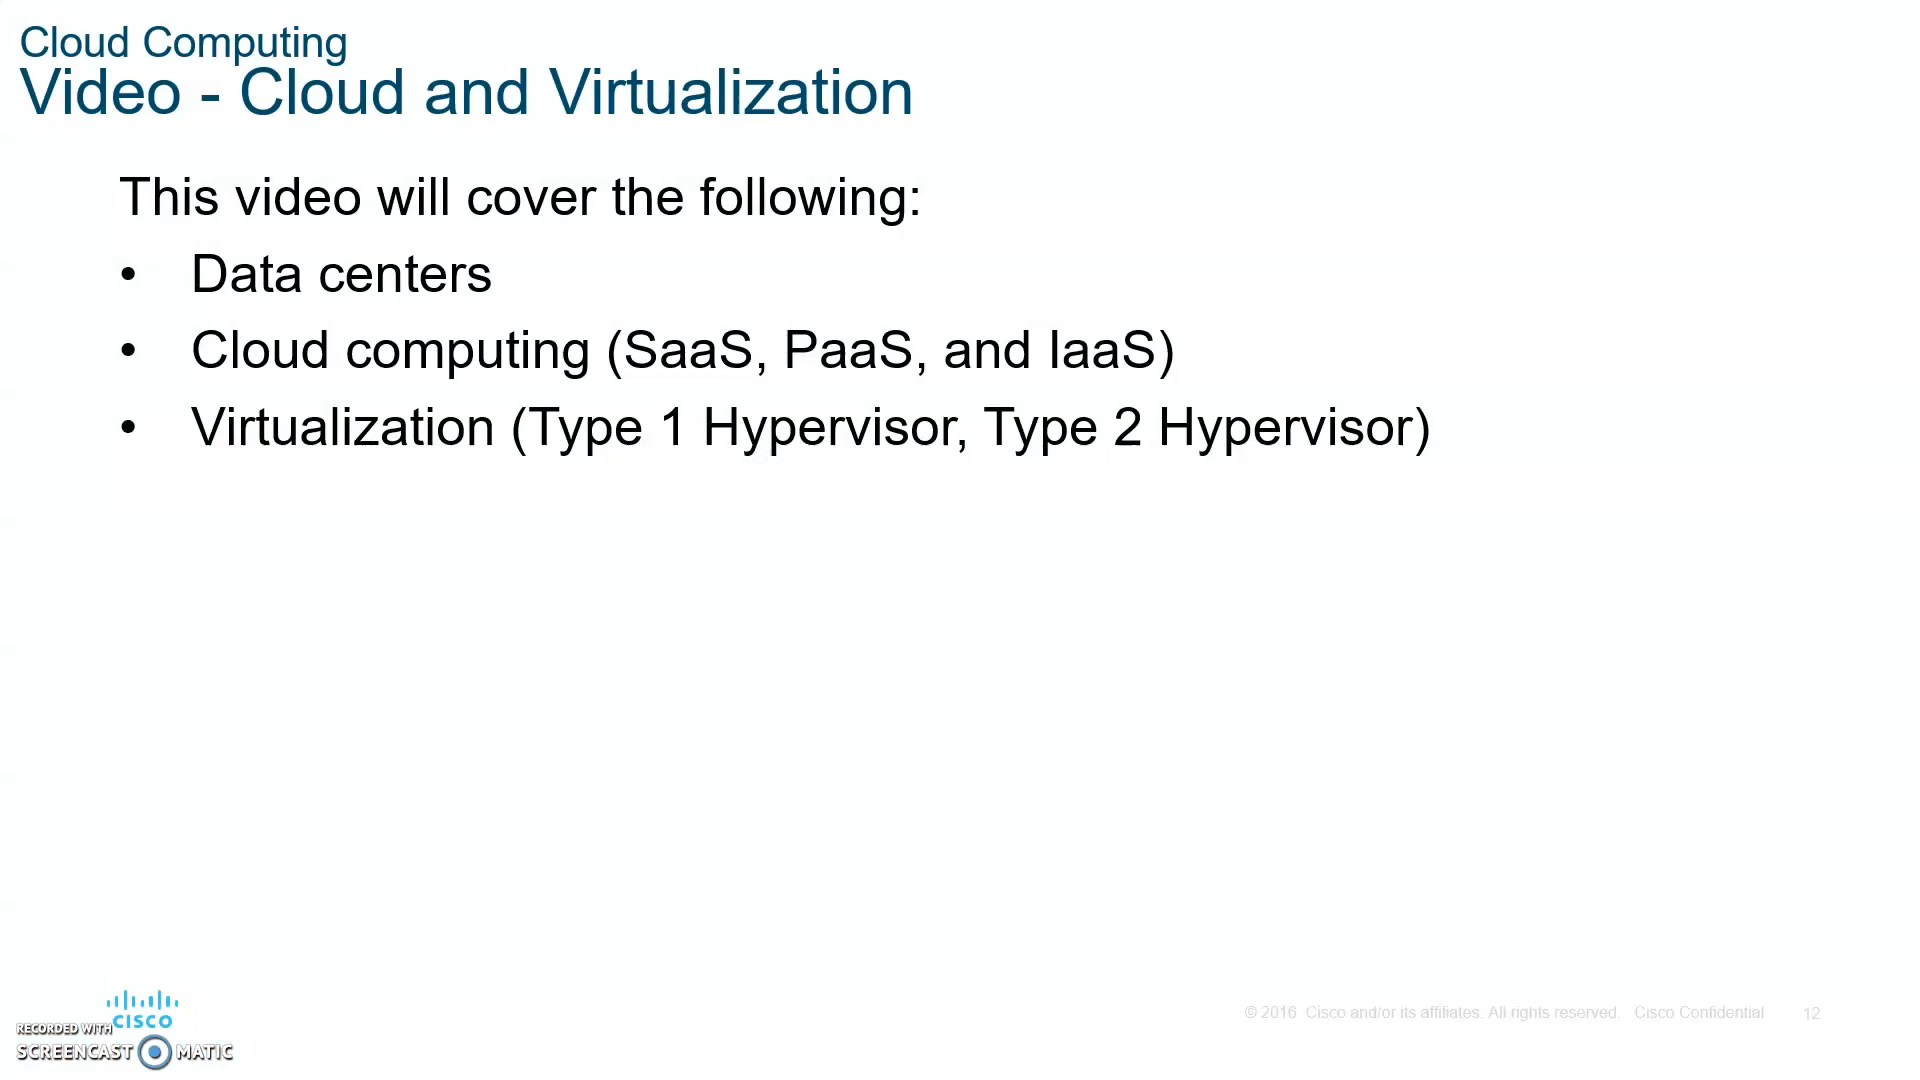 Cloud Computing
Video - Cloud and Virtualization
This video will cover the following:
• Data centers
• Cloud computing (SaaS, PaaS, and IaaS)
• Virtualization (Type 1 Hypervisor, Type 2 Hypervisor)
CISCO
RECORDED WITH
SCREENCAST MATIC
© 2016 Cisco and/or its affiliates. All rights reserved. Cisco Confidential 12